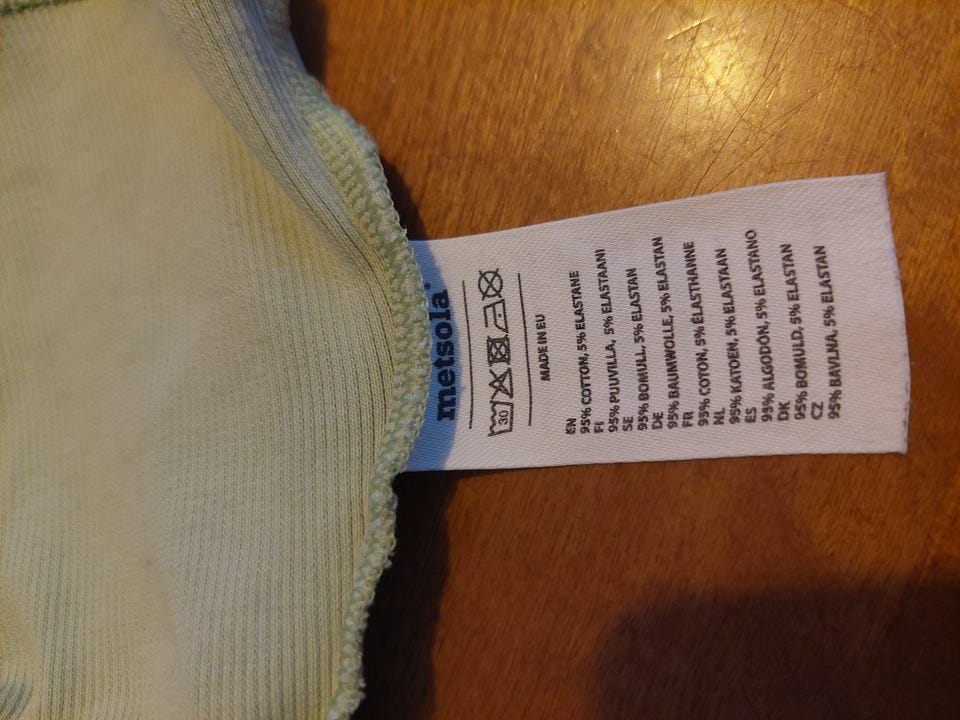 metsola
30
MADE IN EU
EN
95% COTTON, 5% ELASTANE
FI
95% PUUVILLA, 5% ELASTAANI
SE
95% BOMULL, 5% ELASTAN
DE
95% BAUMWOLLE, 5% ELASTAN
FR
95% COTON, 5% ÉLASTHANNE
NL
95% KATOEN, 5% ELASTAAN
ES
95% ALGODÓN, 5% ELASTANO
DK
95% BOMULD, 5% ELASTAN
CZ
95% BAVLNA, 5% ELASTAN